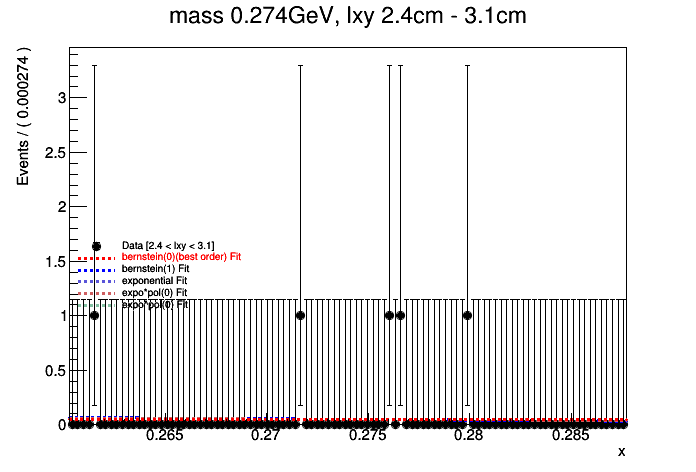 mass 0.274GeV, lxy 2.4cm - 3.1cm
Events / ( 0.000274 )
3
2.5
2
1.5
1
0.5
0
Data [2.4 < lxy < 3.1]
bernstein(0)(best order) Fit
bernstein(1) Fit
exponential Fit
expo*pol(0) Fit
expo*pol(0) Fit
0.265
0.27
0.275
0.28
0.285
x